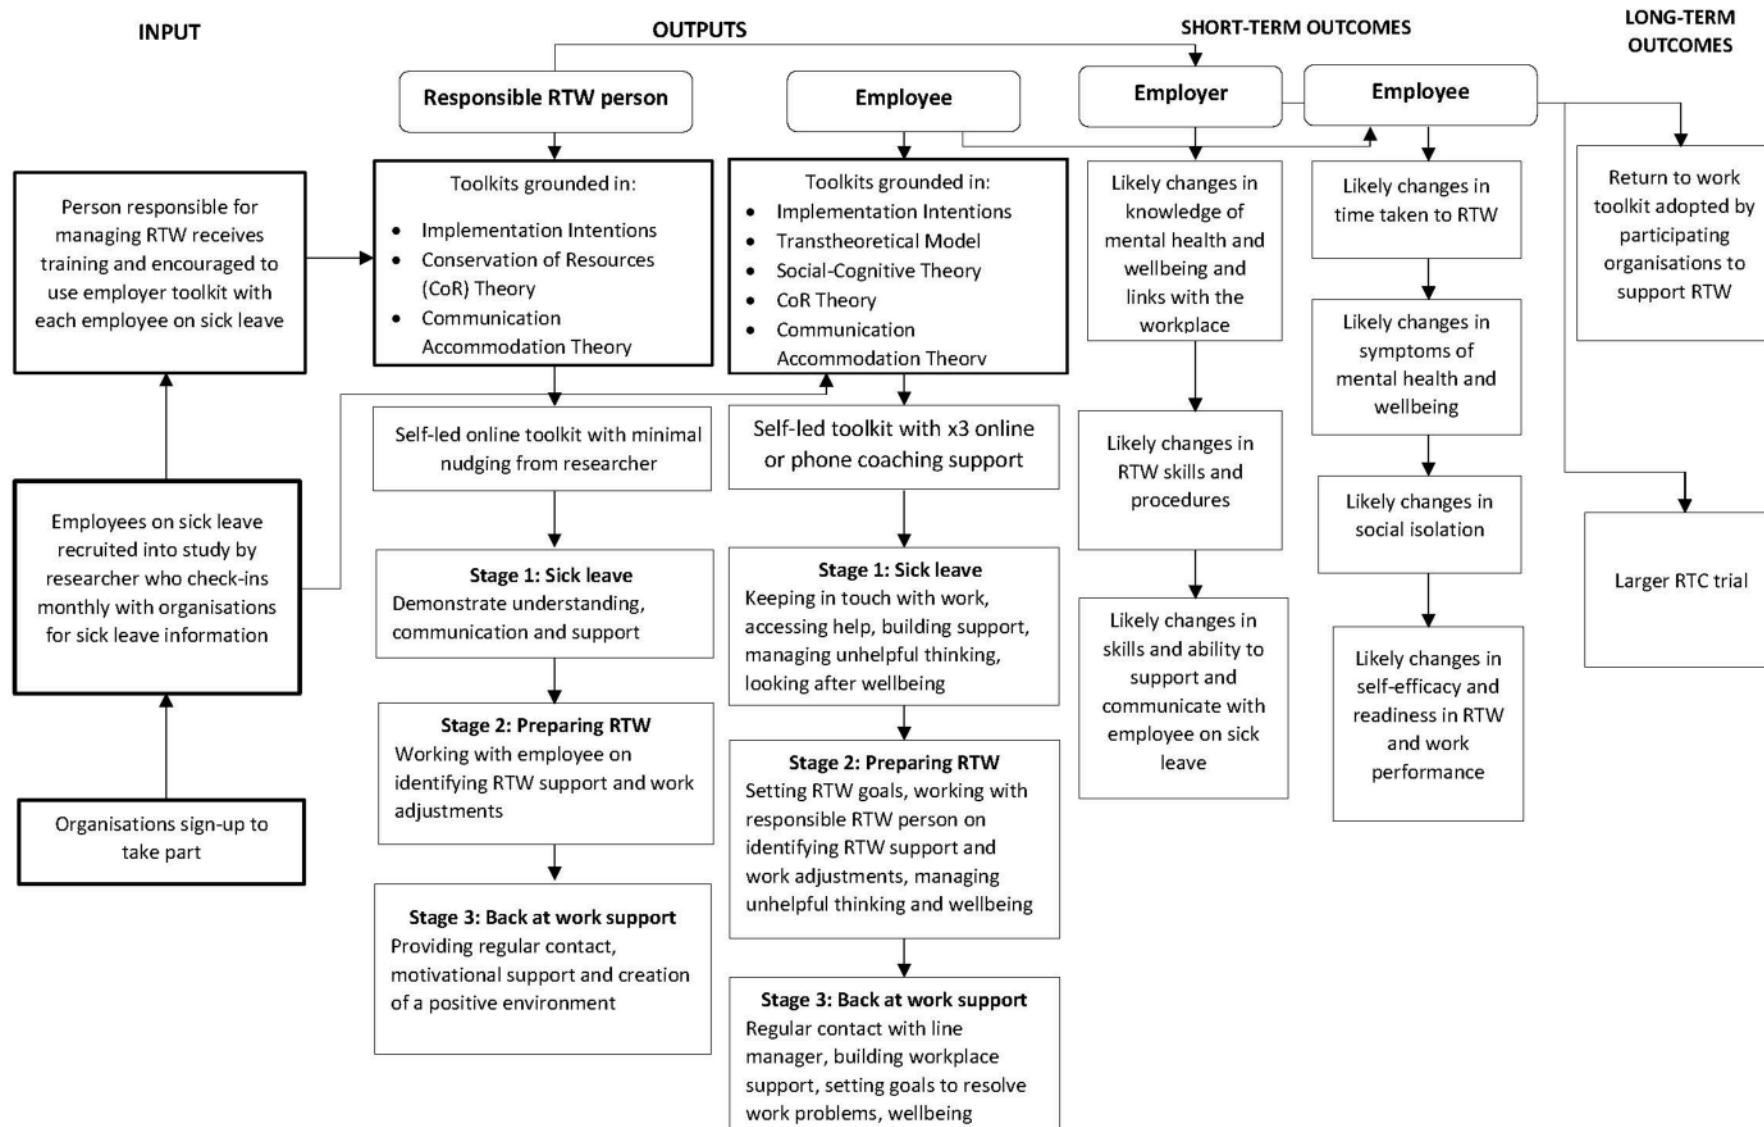 INPUT
OUTPUTS
SHORT-TERM OUTCOMES
LONG-TERM
OUTCOMES
Responsible RTW person
Employee
Employer
Employee
Person responsible for
managing RTW receives
training and encouraged to
use employer toolkit with
each employee on sick leave
Employees on sick leave
recruited into study by
researcher who check-ins
monthly with organisations
for sick leave information
Organisations sign-up to
take part
Toolkits grounded in:
• Implementation Intentions
• Conservation of Resources
(CoR) Theory
• Communication
Accommodation Theory
Self-led online toolkit with minimal
nudging from researcher
Stage 1: Sick leave
Demonstrate understanding,
communication and support
Stage 2: Preparing RTW
Working with employee on
identifying RTW support and work
adjustments
Stage 3: Back at work support
Providing regular contact,
motivational support and creation
of a positive environment
Toolkits grounded in:
• Implementation Intentions
• Transtheoretical Model
• Social-Cognitive Theory
• CoR Theory
• Communication
Accommodation Theory
Self-led toolkit with x3 online
or phone coaching support
Stage 1: Sick leave
Keeping in touch with work,
accessing help, building support,
managing unhelpful thinking,
looking after wellbeing
Stage 2: Preparing RTW
Setting RTW goals, working with
responsible RTW person on
identifying RTW support and
work adjustments, managing
unhelpful thinking and wellbeing
Stage 3: Back at work support
Regular contact with line
manager, building workplace
support, setting goals to resolve
work problems, wellbeing
Likely changes in
knowledge of
mental health and
wellbeing and
links with the
workplace
Likely changes in
RTW skills and
procedures
Likely changes in
skills and ability to
support and
communicate with
employee on sick
leave
Likely changes in
time taken to RTW
Likely changes in
symptoms of
mental health and
wellbeing
Likely changes in
social isolation
Likely changes in
self-efficacy and
readiness in RTW
and work
performance
Return to work
toolkit adopted by
participating
organisations to
support RTW
Larger RTC trial